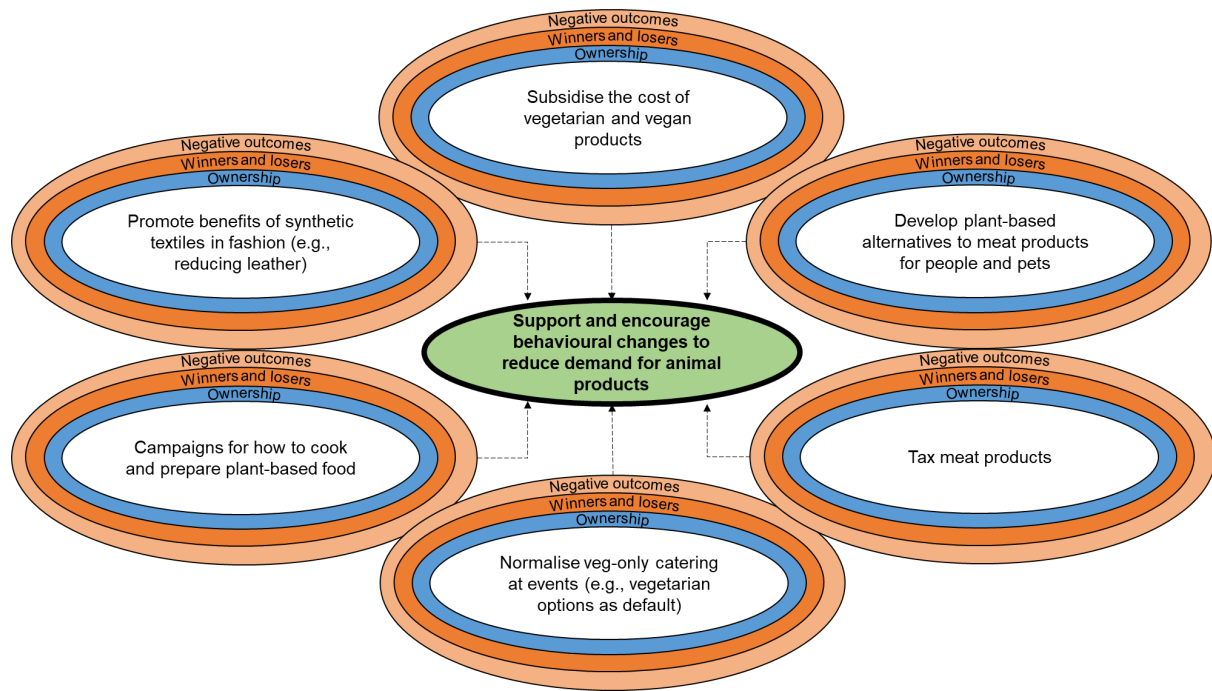 Negative outcomes
Winners and losers
Ownership
Subsidise the cost of
vegetarian and vegan
products
Negative outcomes
Winners and losers
Ownership
Promote benefits of synthetic
textiles in fashion (e.g.,
reducing leather)
Negative outcomes
Winners and losers
Ownership
Develop plant-based
alternatives to meat products
for people and pets
Support and encourage
behavioural changes to
reduce demand for animal
products
Negative outcomes
Winners and losers
Ownership
Campaigns for how to cook
and prepare plant-based food
Negative outcomes
Winners and losers
Ownership
Tax meat products
Negative outcomes
Winners and losers
Ownership
Normalise veg-only catering
at events (e.g., vegetarian
options as default)